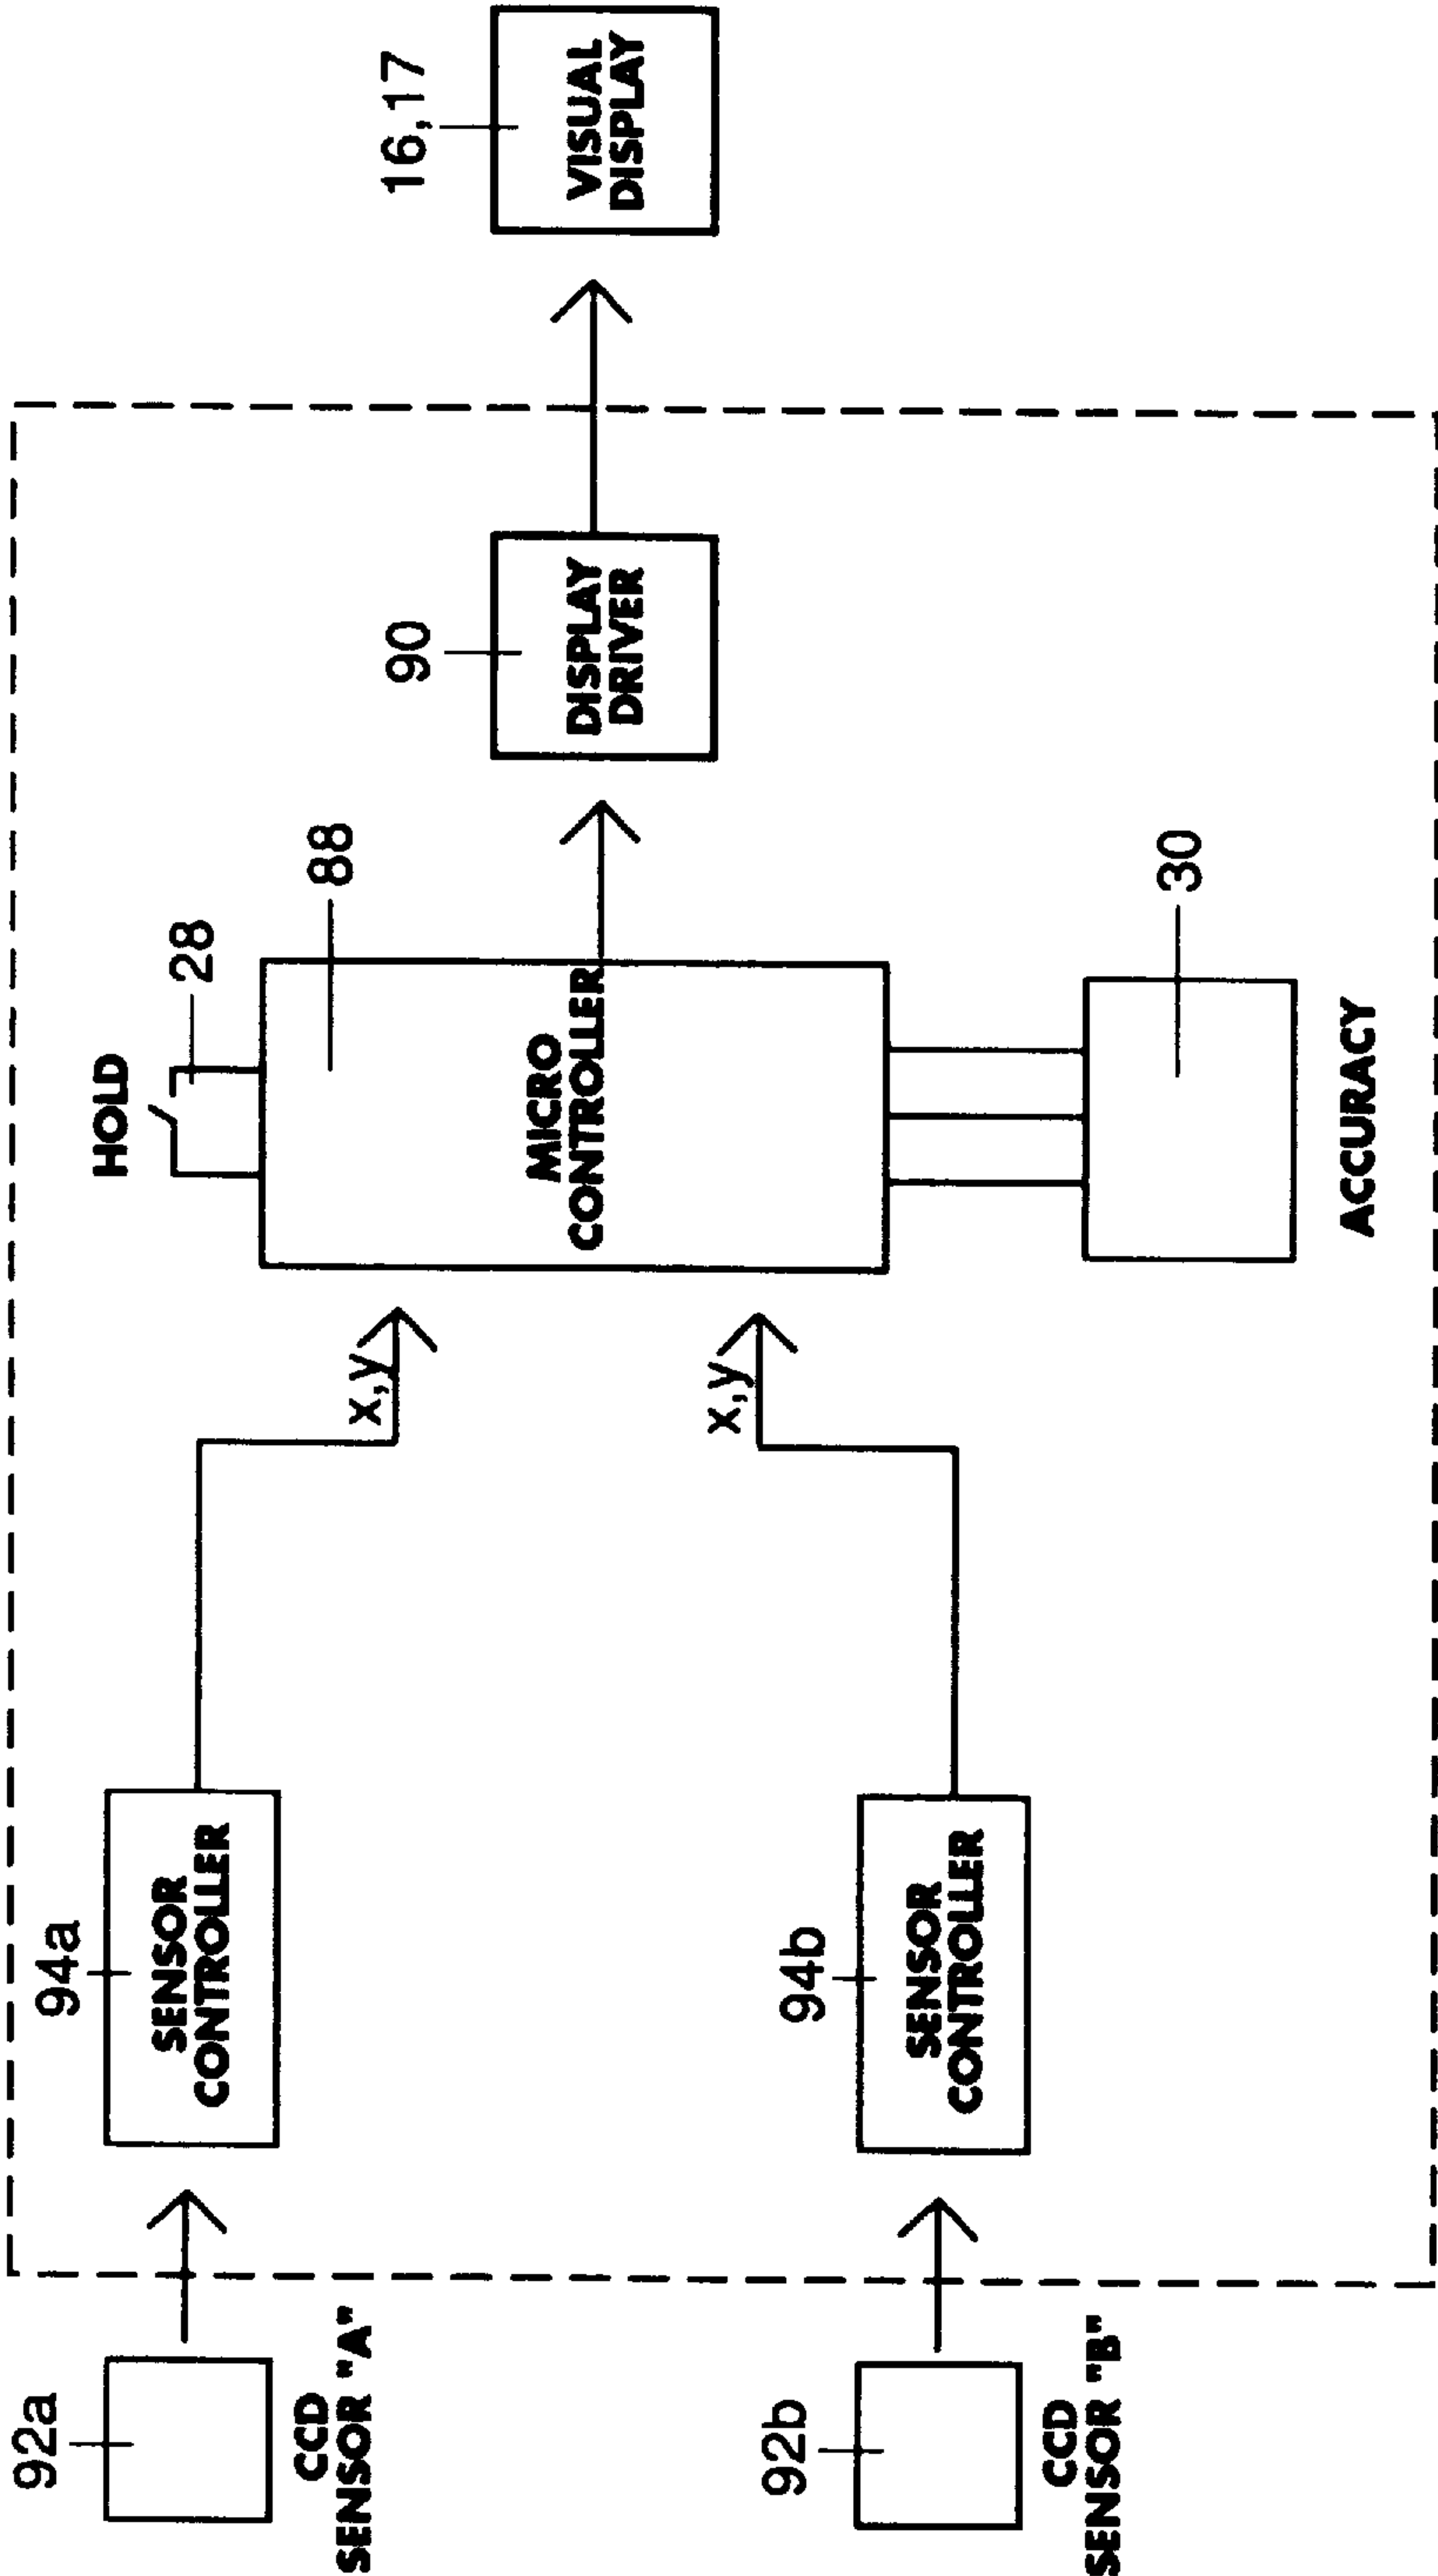 92a
CCD
SENSOR "A"
94a
SENSOR
CONTROLLER
x,y
HOLD
28
88
MICRO
CONTROLLER
90
DISPLAY
DRIVER
16,17
VISUAL
DISPLAY
92b
CCD
SENSOR "B"
94b
SENSOR
CONTROLLER
x,y
30
ACCURACY